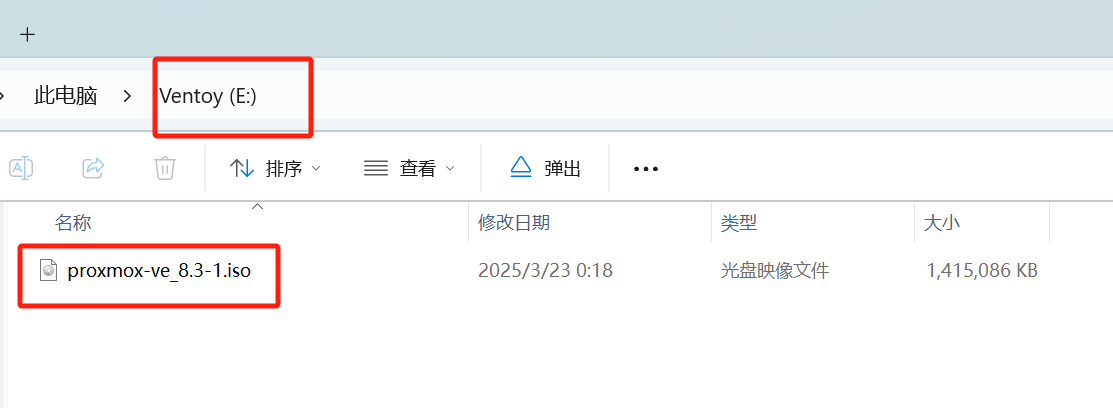 此电脑 > Ventoy (E:)
排序 查看 弹出
名称 修改日期 类型 大小
proxmox-ve_8.3-1.iso 2025/3/23 0:18 光盘映像文件 1,415,086 KB